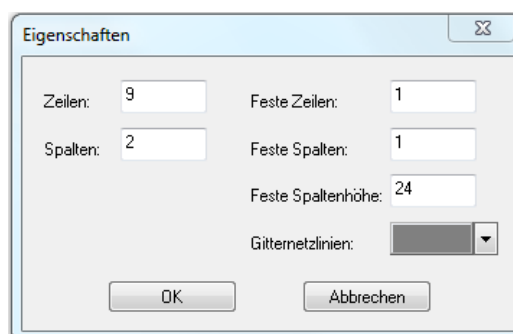 Eigenschaften
Zeilen: 9 Feste Zeilen: 1
Spalten: 2 Feste Spalten: 1
Feste Spaltenhöhe: 24
Gitternetzlinien:
OK Abbrechen